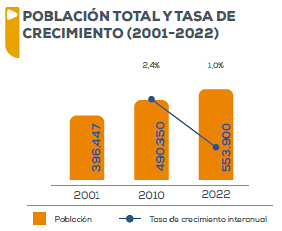 POBLACIÓN TOTAL Y TASA DE
CRECIMIENTO (2001-2022)
2,4%
1,0%
396.447
490.350
553.900
2001
2010
2022
Población
Tasa de crecimiento interanual